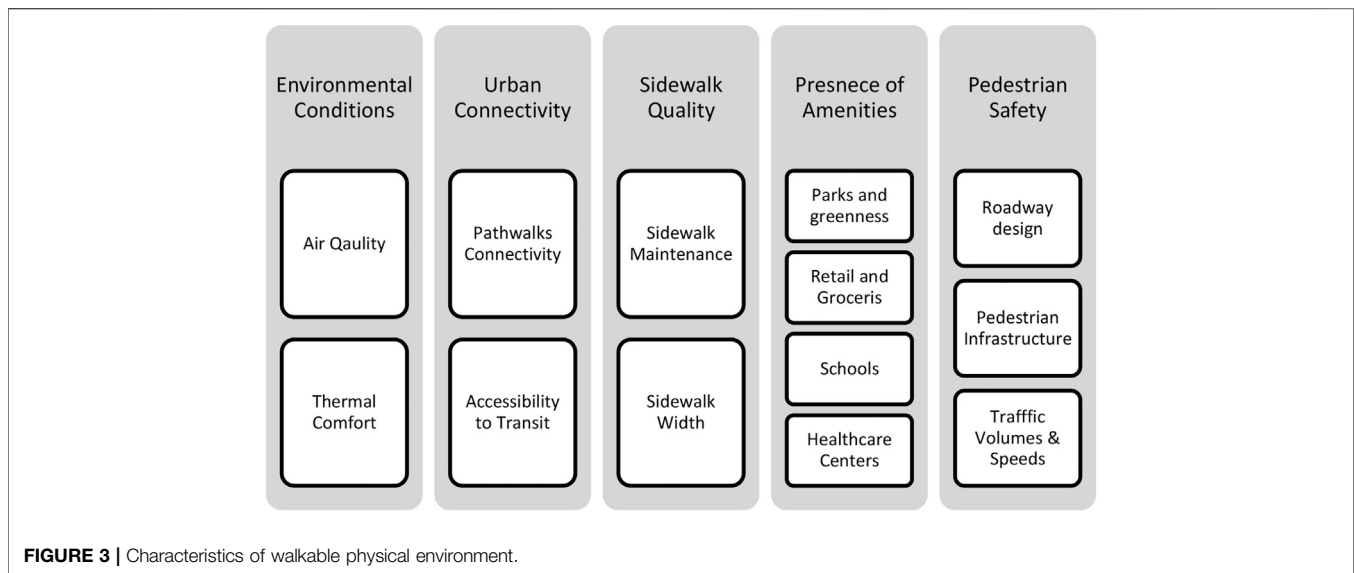 Environmental
Conditions
Air Qaulity
Thermal
Comfort
Urban
Connectivity
Pathwalks
Connectivity
Accessibility
to Transit
Sidewalk
Quality
Sidewalk
Maintenance
Sidewalk
Width
Presnece of
Amenities
Parks and
greenness
Retail and
Groceris
Schools
Healthcare
Centers
Pedestrian
Safety
Roadway
design
Pedestrian
Infrastructure
Trafffic
Volumes &
Speeds
FIGURE 3 | Characteristics of walkable physical environment.